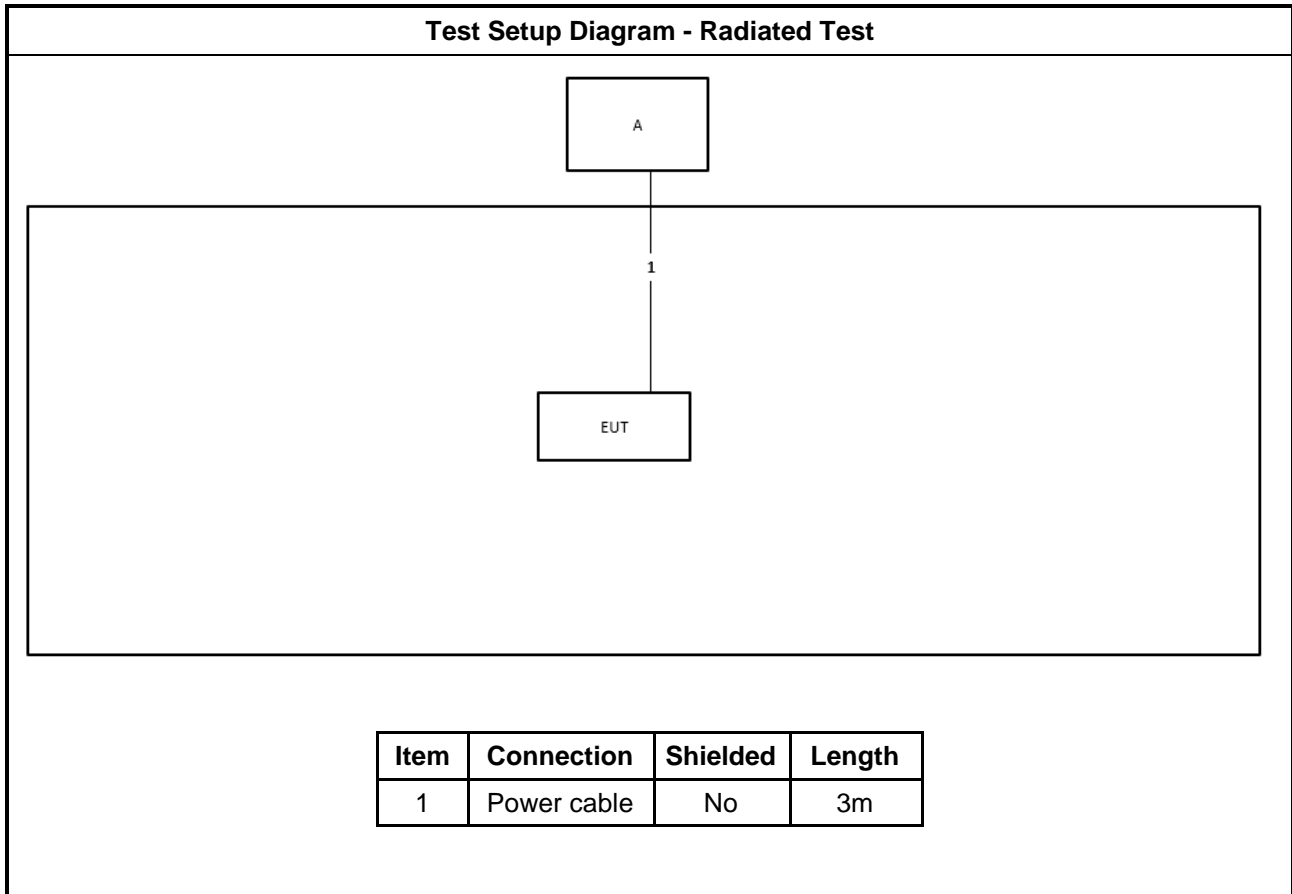 Test Setup Diagram - Radiated Test
A
1
EUT
Item Connection Shielded Length
1 Power cable No 3m